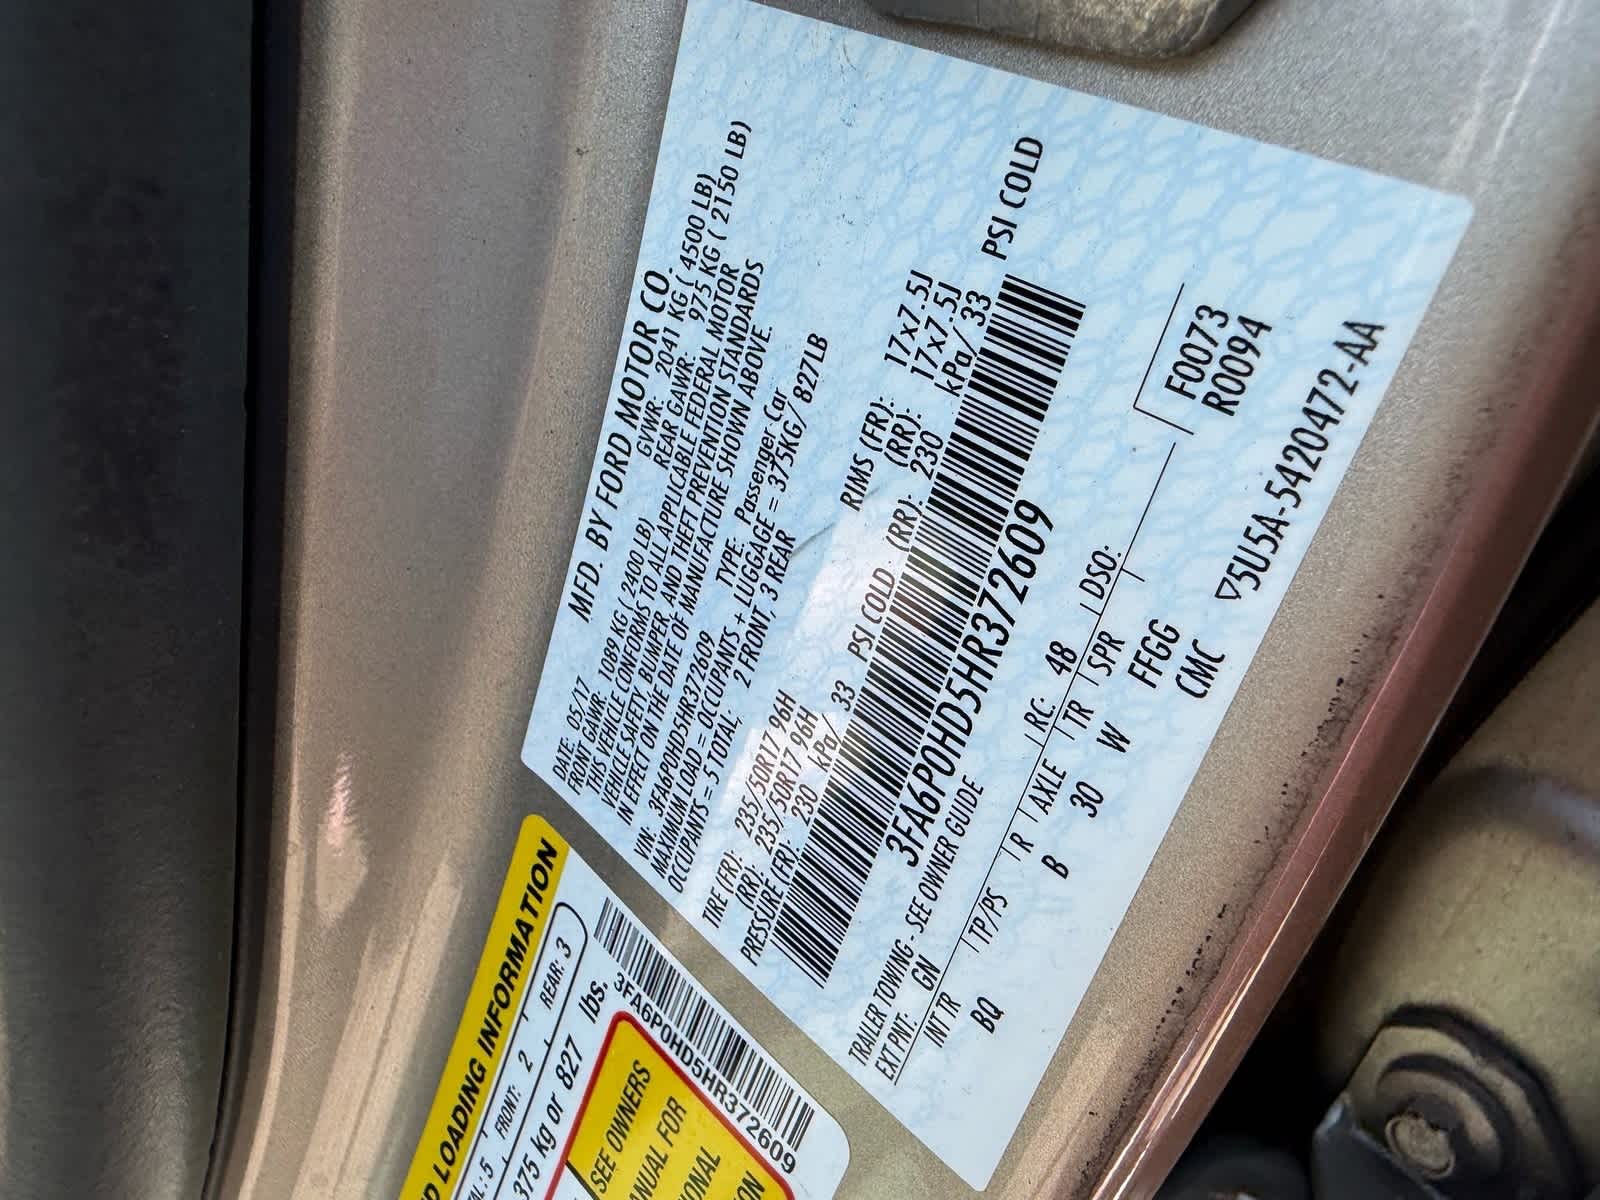 MFD. BY FORD MOTOR CO.
DATE: 05/17 GVWR: 2041 KG ( 4500 LB)
FRONT GAWR: 1089 KG ( 2400 LB) REAR GAWR: 975 KG ( 2150 LB)
THIS VEHICLE CONFORMS TO ALL APPLICABLE FEDERAL MOTOR
VEHICLE SAFETY BUMPER, AND THEFT PREVENTION STANDARDS
IN EFFECT ON THE DATE OF MANUFACTURE SHOWN ABOVE.
VIN: 3FA6P0HD5HR372609 TYPE: Passenger Car
MAXIMUM LOAD = OCCUPANTS + LUGGAGE = 375KG/ 827LB
OCCUPANTS = 5 TOTAL; 2 FRONT, 3 REAR
TIRE (FR): 235/50R17 96H RIMS (FR): 17x7.5J
(RR): 235/50R17 96H (RR): 17x7.5J
PRESSURE (FR): 230 kPa/ 33 PSI COLD (RR): 230 kPa/ 33 PSI COLD
3FA6P0HD5HR372609
TRAILER TOWING - SEE OWNER GUIDE
EXT PNT: GN RC: 48 DSO:
INT TR TP/PS R AXLE TR SPR
BQ B 30 W FFGG
CMC
F0073
R0094
▽5U5A-5420472-AA
D LOADING INFORMATION
AL: 5 FRONT: 2 REAR: 3
375 kg or 827 lbs.
3FA6P0HD5HR372609
SEE OWNERS
ANUAL FOR
IONAL
ON